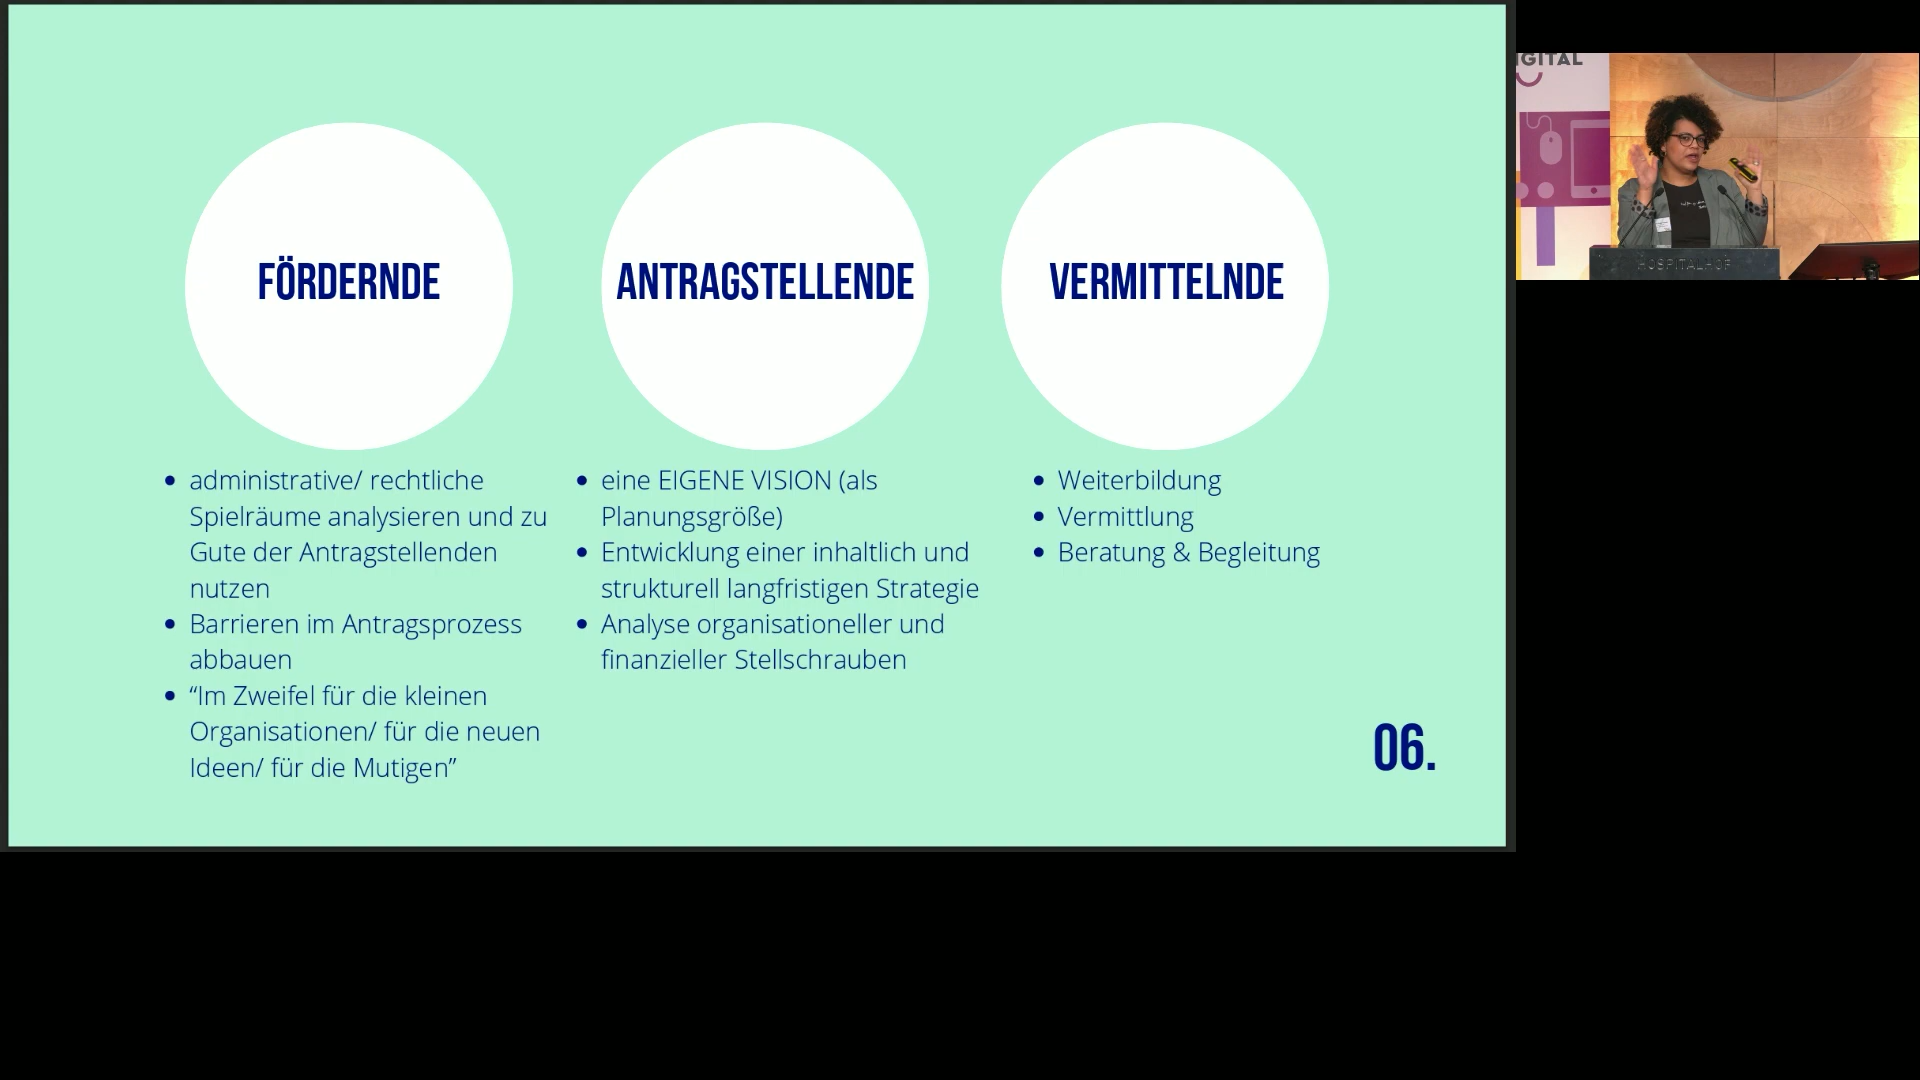 FÖRDERNDE
administrative/ rechtliche
Spielräume analysieren und zu
Gute der Antragstellenden
nutzen
Barrieren im Antragsprozess
abbauen
“Im Zweifel für die kleinen
Organisationen/ für die neuen
Ideen/ für die Mutigen”
ANTRAGSTELLENDE
eine EIGENE VISION (als
Planungsgröße)
Entwicklung einer inhaltlich und
strukturell langfristigen Strategie
Analyse organisationeller und
finanzieller Stellschrauben
VERMITTELNDE
Weiterbildung
Vermittlung
Beratung & Begleitung
06.
IGITAL
HOSPITALHOF